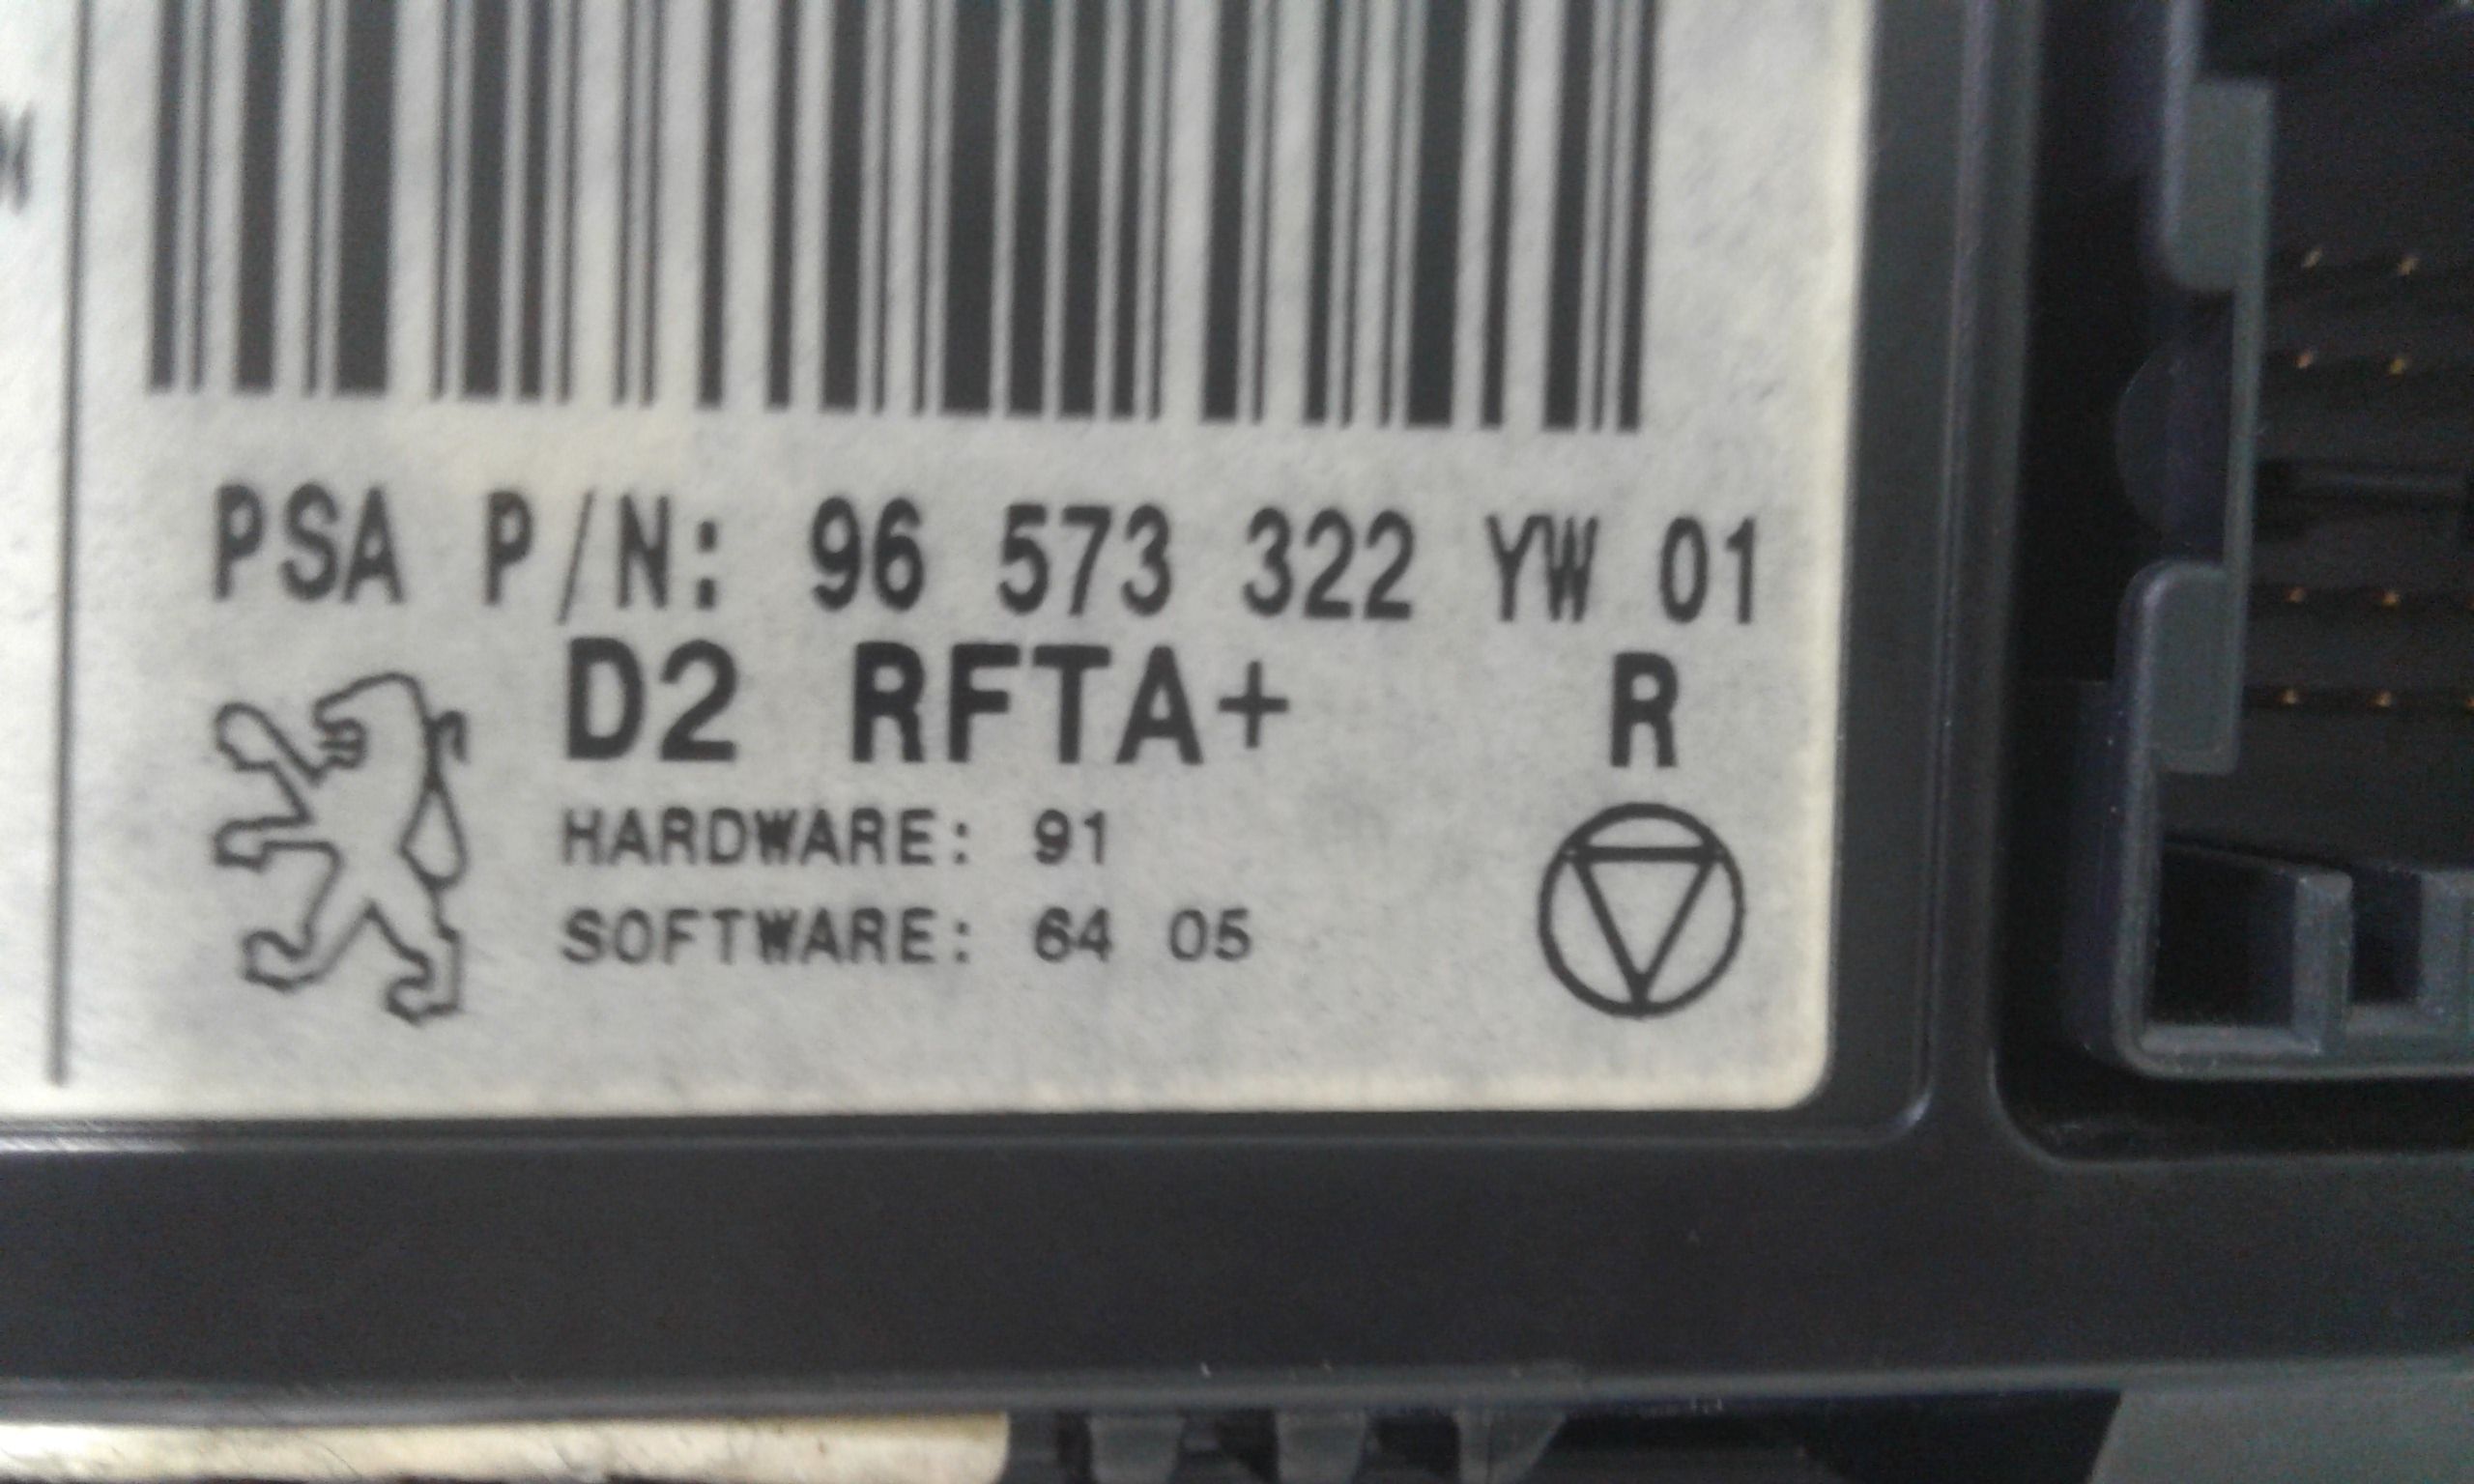 PSA P/N: 96 573 322 YW 01
D2 RFTA+ R
HARDWARE: 91
SOFTWARE: 64 05